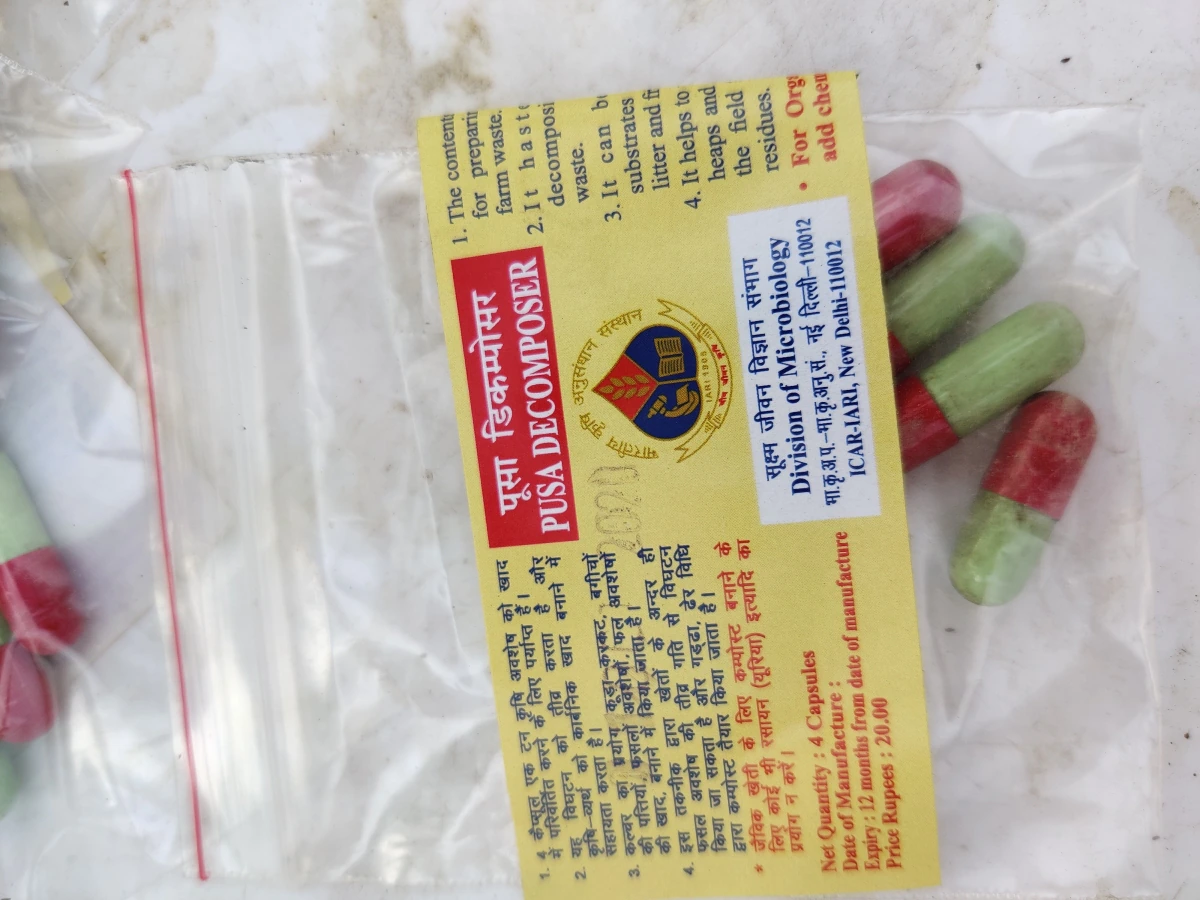 पूसा डिकम्पोसर
PUSA DECOMPOSER
भारतीय कृषि अनुसंधान संस्थान
IARI 1905
सूक्ष्म जीवन विज्ञान संभाग
Division of Microbiology
भा.कृ.अ.प.–भा.कृ.अनु.सं., नई दिल्ली–110012
ICAR-IARI, New Delhi-110012
1. 4 कैप्सूल एक टन कृषि अवशेष को खाद
में परिवर्तित करने के लिए पर्याप्त है।
2. यह विघटन को तीव्र करता है और
कृषि–व्यर्थ को कार्बनिक खाद बनाने में
सहायता करता है।
3. कल्चर का प्रयोग कूड़ा–करकट, बगीचों
की पत्तियों, फसलों अवशेषों, फल अवशेषों
की खाद, बनाने में किया जाता है।
4. इस तकनीक द्वारा खेतों के अन्दर ही
फसल अवशेष की तीव्र गति से विघटन
किया जा सकता है और गड्ढा, ढ़ेर विधि
द्वारा कम्पोस्ट तैयार किया जाता है।
* जैविक खेती के लिए कम्पोस्ट बनाने के
लिए कोई भी रसायन (यूरिया) इत्यादि का
प्रयोग न करें।
Net Quantity : 4 Capsules
Date of Manufacture :
2020
Expiry : 12 months from date of manufacture
Price Rupees : 20.00
1. The content
for prepari
farm waste.
2. It hast
decomposi
waste.
3. It can b
substrates
litter and f
4. It helps to
heaps and
the field
residues.
• For Org
add chem